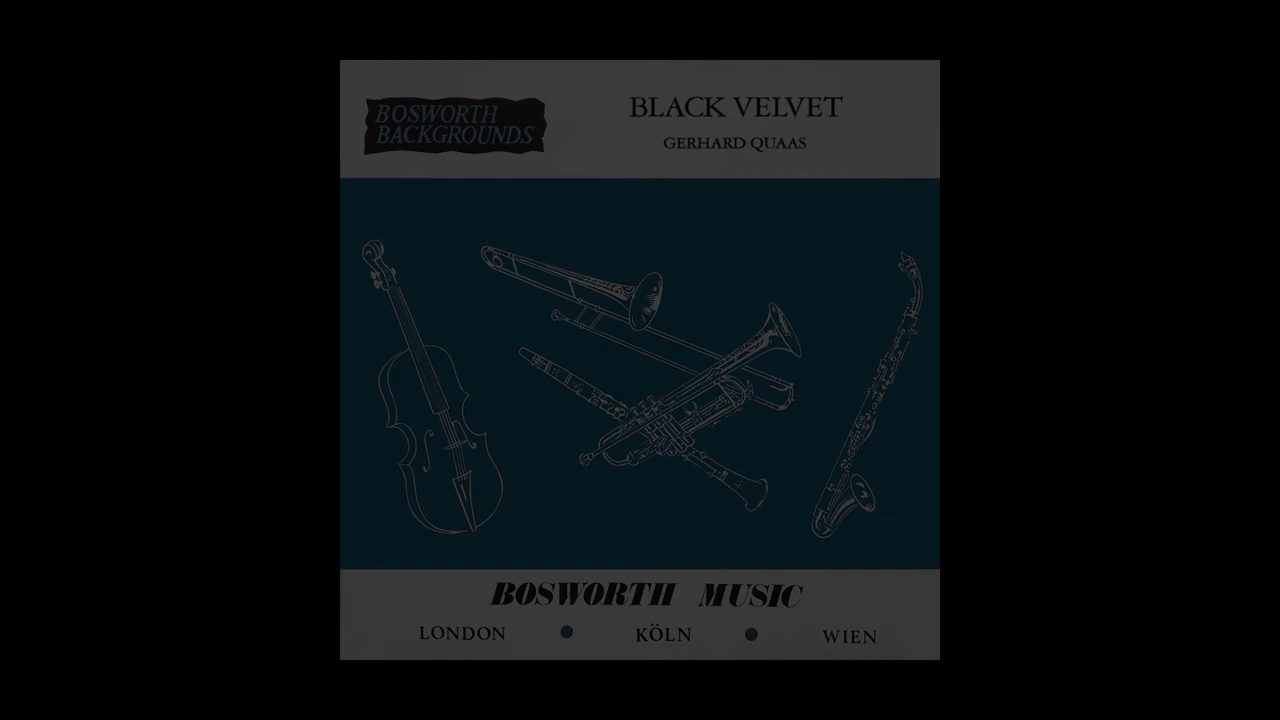 BOSWORTH
BACKGROUNDS
BLACK VELVET
GERHARD QUAAS
BOSWORTH MUSIC
LONDON • KÖLN • WIEN